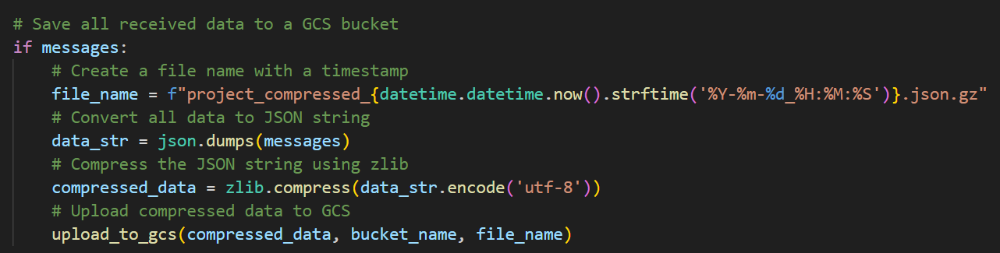 # Save all received data to a GCS bucket
if messages:
    # Create a file name with a timestamp
    file_name = f"project_compressed_{datetime.datetime.now().strftime('%Y-%m-%d_%H:%M:%S')}.json.gz"
    # Convert all data to JSON string
    data_str = json.dumps(messages)
    # Compress the JSON string using zlib
    compressed_data = zlib.compress(data_str.encode('utf-8'))
    # Upload compressed data to GCS
    upload_to_gcs(compressed_data, bucket_name, file_name)